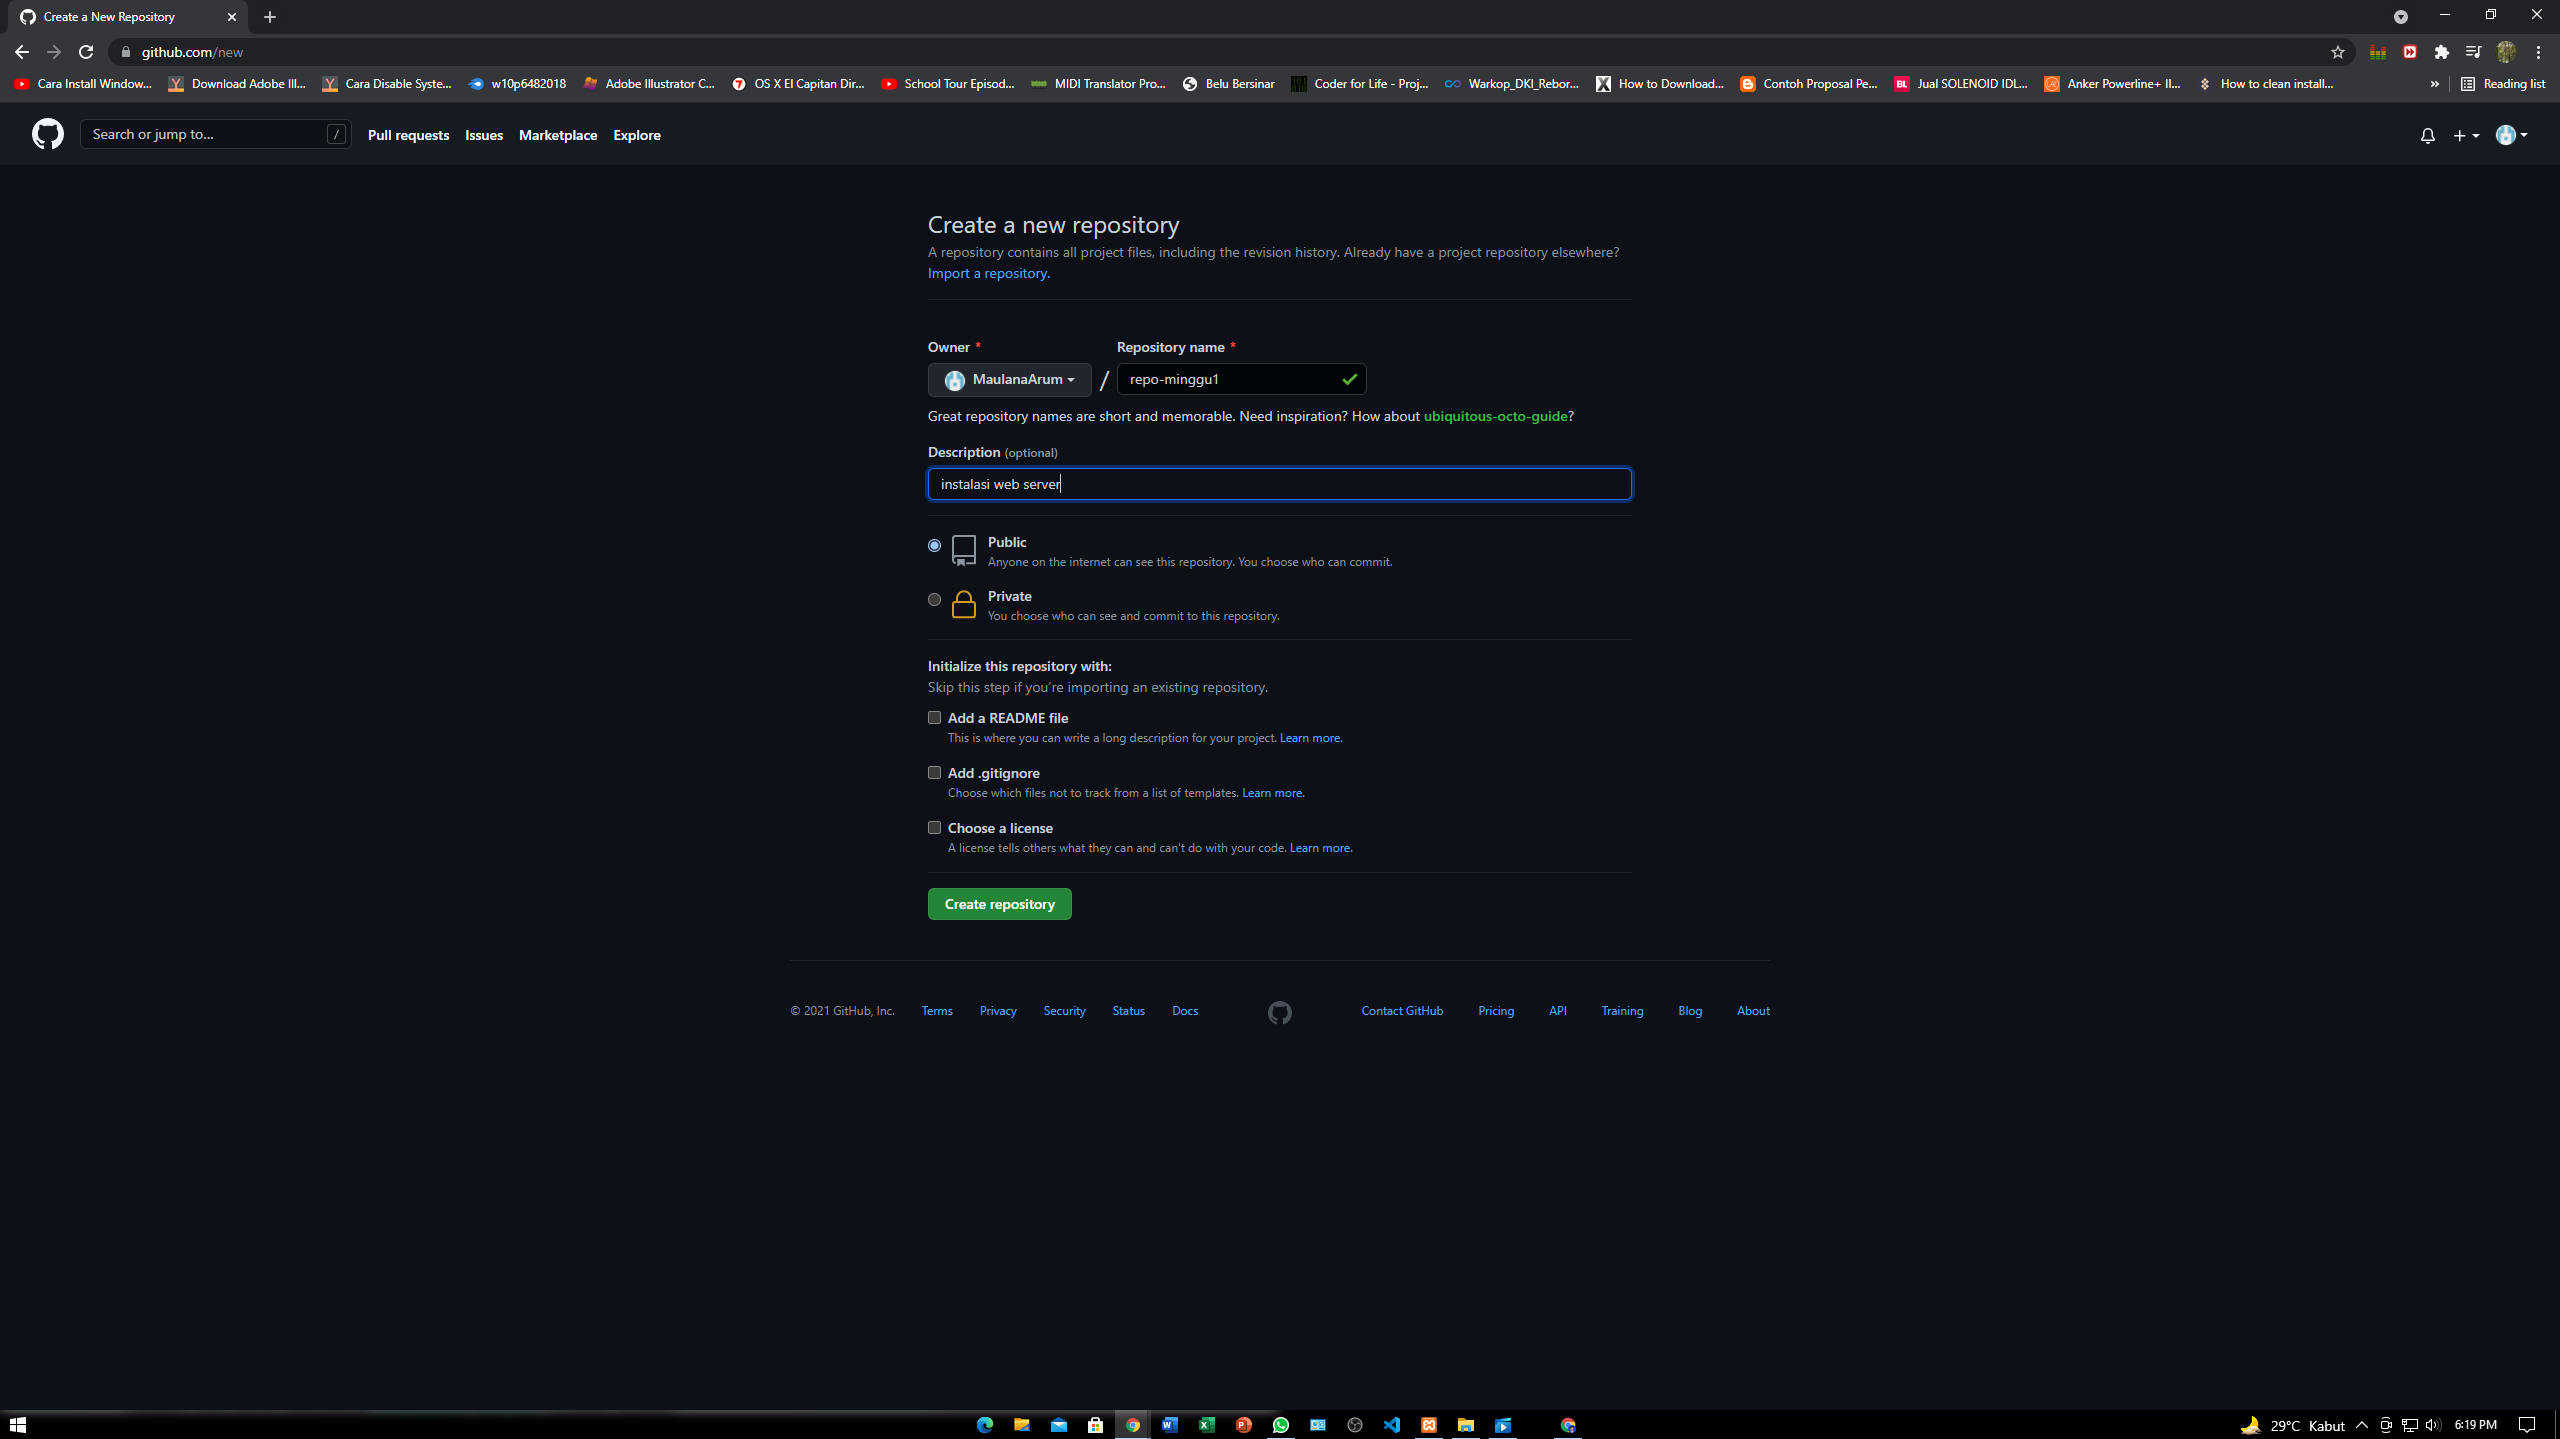 Create a New Repository
github.com/new
Cara Install Window... Download Adobe Ill... Cara Disable Syste... w10p6482018 Adobe Illustrator C... OS X El Capitan Dir... School Tour Episod... MIDI Translator Pro... Belu Bersinar Coder for Life - Proj... Warkop_DKI_Rebor... How to Download... Contoh Proposal Pe... BL Jual SOLENOID IDL... Anker Powerline+ II... How to clean install... » Reading list
Search or jump to... / Pull requests Issues Marketplace Explore
Create a new repository
A repository contains all project files, including the revision history. Already have a project repository elsewhere?
Import a repository.
Owner * Repository name *
MaulanaArum / repo-minggu1
Great repository names are short and memorable. Need inspiration? How about ubiquitous-octo-guide?
Description (optional)
instalasi web server
Public
Anyone on the internet can see this repository. You choose who can commit.
Private
You choose who can see and commit to this repository.
Initialize this repository with:
Skip this step if you’re importing an existing repository.
Add a README file
This is where you can write a long description for your project. Learn more.
Add .gitignore
Choose which files not to track from a list of templates. Learn more.
Choose a license
A license tells others what they can and can't do with your code. Learn more.
Create repository
© 2021 GitHub, Inc. Terms Privacy Security Status Docs Contact GitHub Pricing API Training Blog About
29°C Kabut 6:19 PM